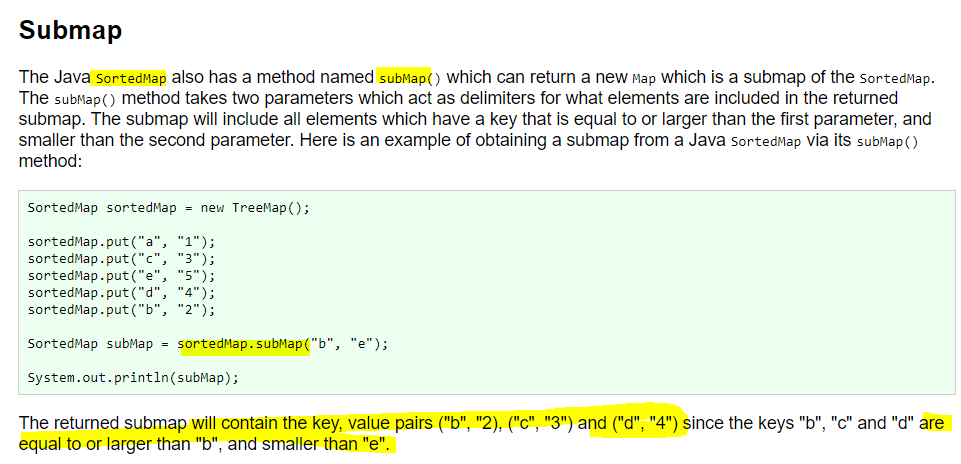 Submap
The Java SortedMap also has a method named subMap() which can return a new Map which is a submap of the SortedMap.
The subMap() method takes two parameters which act as delimiters for what elements are included in the returned
submap. The submap will include all elements which have a key that is equal to or larger than the first parameter, and
smaller than the second parameter. Here is an example of obtaining a submap from a Java SortedMap via its subMap()
method:
SortedMap sortedMap = new TreeMap();
sortedMap.put("a", "1");
sortedMap.put("c", "3");
sortedMap.put("e", "5");
sortedMap.put("d", "4");
sortedMap.put("b", "2");
SortedMap subMap = sortedMap.subMap("b", "e");
System.out.println(subMap);
The returned submap will contain the key, value pairs ("b", "2), ("c", "3") and ("d", "4") since the keys "b", "c" and "d" are
equal to or larger than "b", and smaller than "e".